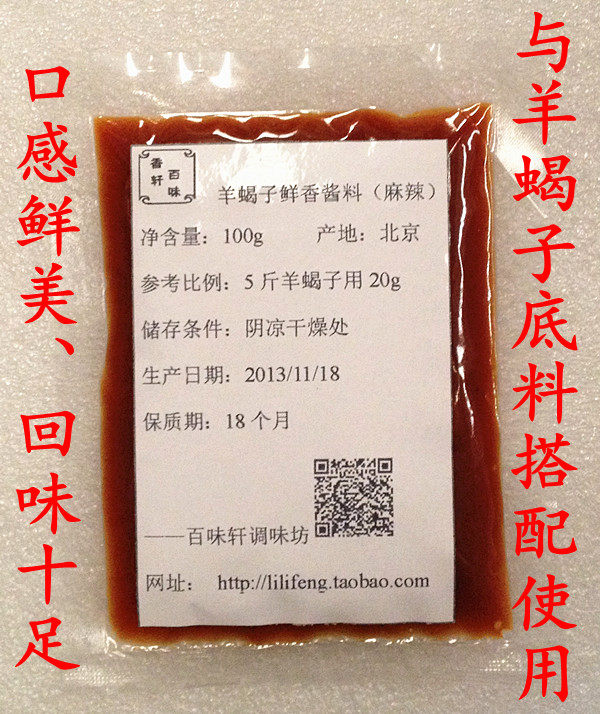 口感鲜美、回味十足
与羊蝎子底料搭配使用
香轩
百味
羊蝎子鲜香酱料（麻辣）
净含量：100g 产地：北京
参考比例：5斤羊蝎子用20g
储存条件：阴凉干燥处
生产日期：2013/11/18
保质期：18个月
——百味轩调味坊
网址： http://lilifeng.taobao.com